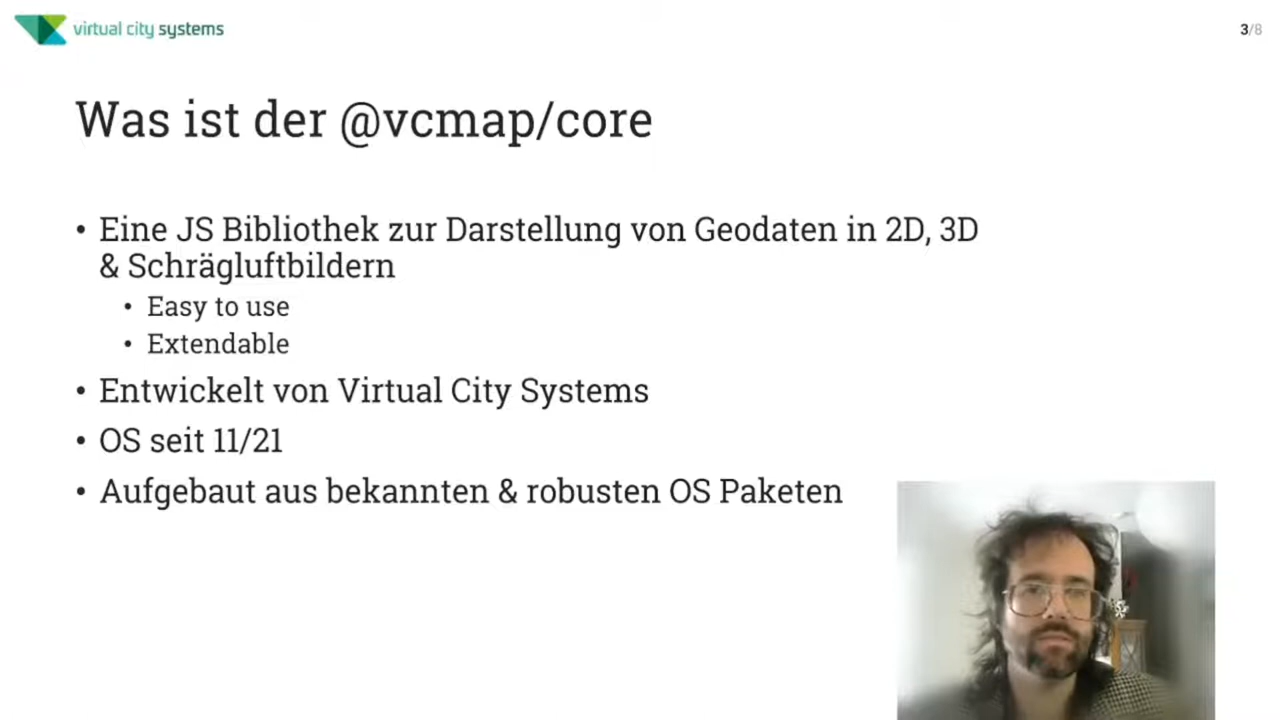 virtual city systems
3/8
Was ist der @vcmap/core
• Eine JS Bibliothek zur Darstellung von Geodaten in 2D, 3D
& Schrägluftbildern
• Easy to use
• Extendable
• Entwickelt von Virtual City Systems
• OS seit 11/21
• Aufgebaut aus bekannten & robusten OS Paketen